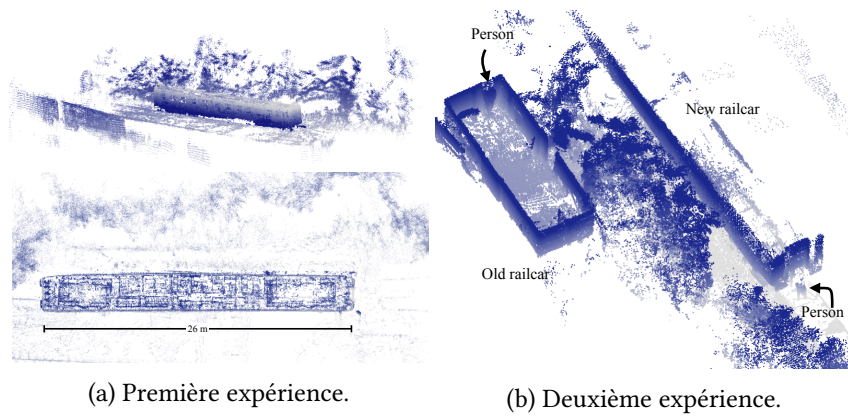 Person
New railcar
Old railcar
Person
26 m
(a) Première expérience.
(b) Deuxième expérience.